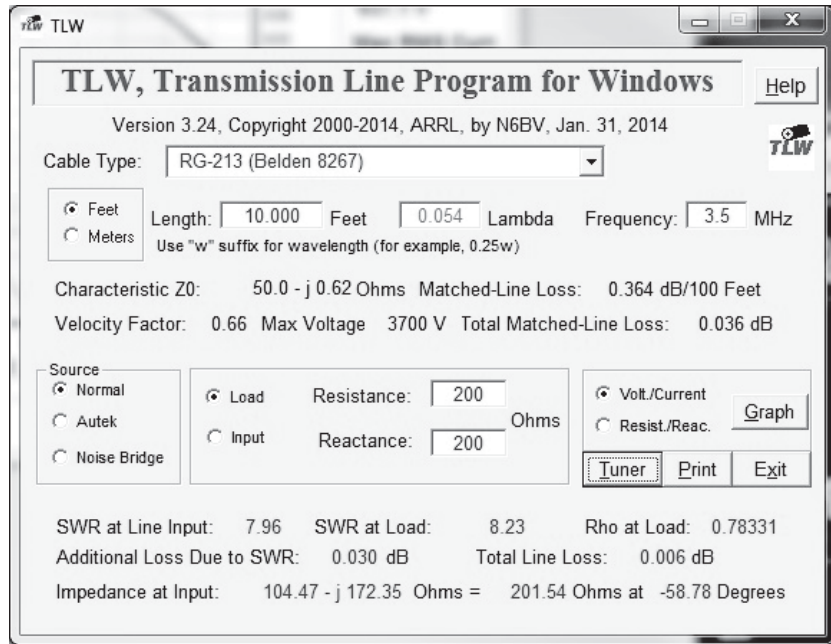 TLW
TLW
TLW, Transmission Line Program for Windows
Help
Version 3.24, Copyright 2000-2014, ARRL, by N6BV, Jan. 31, 2014
TLW
Cable Type: RG-213 (Belden 8267)
Feet
Meters
Length: 10.000 Feet 0.054 Lambda Frequency: 3.5 MHz
Use "w" suffix for wavelength (for example, 0.25w)
Characteristic Z0: 50.0 - j 0.62 Ohms Matched-Line Loss: 0.364 dB/100 Feet
Velocity Factor: 0.66 Max Voltage 3700 V Total Matched-Line Loss: 0.036 dB
Source
Normal
Autek
Noise Bridge
Load
Input
Resistance: 200
Reactance: 200
Ohms
Volt./Current
Resist./Reac.
Graph
Tuner Print Exit
SWR at Line Input: 7.96 SWR at Load: 8.23 Rho at Load: 0.78331
Additional Loss Due to SWR: 0.030 dB Total Line Loss: 0.006 dB
Impedance at Input: 104.47 - j 172.35 Ohms = 201.54 Ohms at -58.78 Degrees